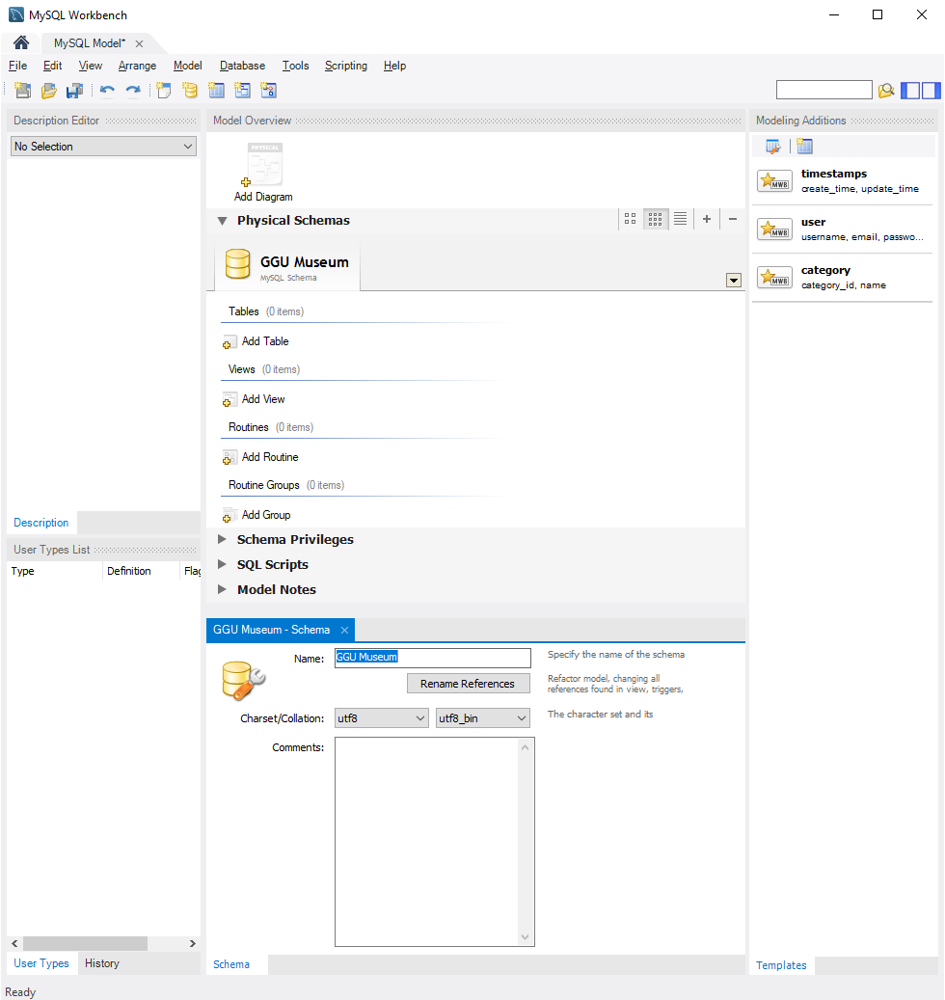 MySQL Workbench
MySQL Model*
File Edit View Arrange Model Database Tools Scripting Help
Description Editor
No Selection
Description
User Types List
Type Definition Flag
User Types History
Model Overview
PHYSICAL
Add Diagram
Physical Schemas
GGU Museum
MySQL Schema
Tables (0 items)
Add Table
Views (0 items)
Add View
Routines (0 items)
Add Routine
Routine Groups (0 items)
Add Group
Schema Privileges
SQL Scripts
Model Notes
GGU Museum - Schema
Name: GGU Museum Specify the name of the schema
Rename References
Refactor model, changing all
references found in view, triggers,
Charset/Collation: utf8 utf8_bin The character set and its
Comments:
Schema
Modeling Additions
MWB
timestamps
create_time, update_time
MWB
user
username, email, passwo...
MWB
category
category_id, name
Templates
Ready